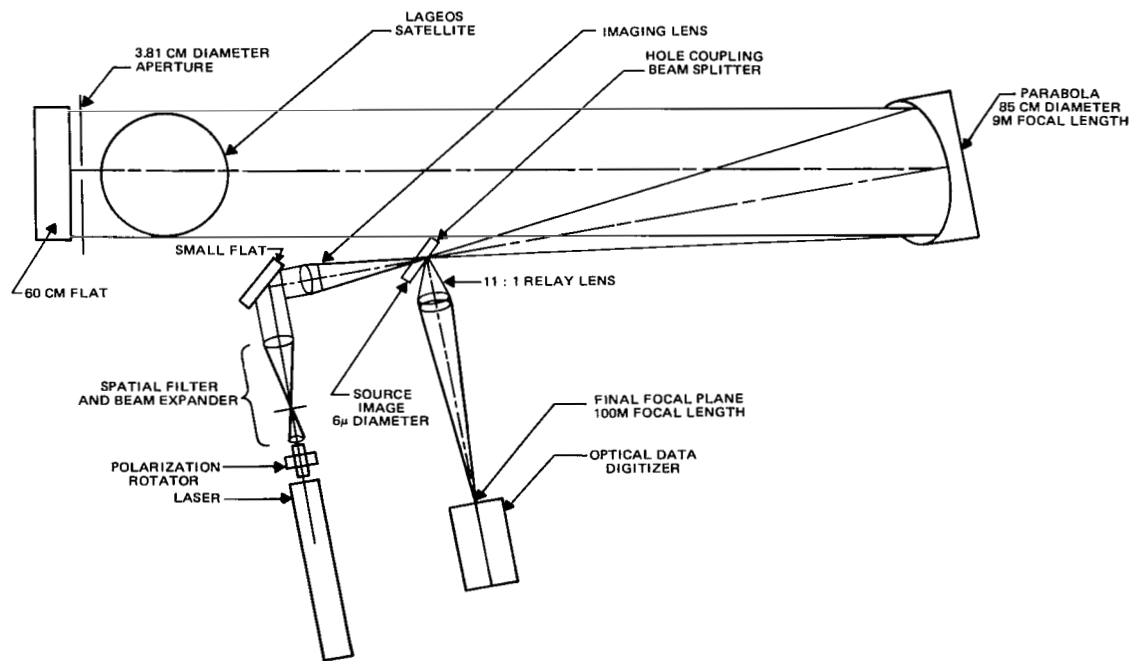 LAGEOS
SATELLITE
IMAGING LENS
3.81 CM DIAMETER
APERTURE
HOLE COUPLING
BEAM SPLITTER
PARABOLA
85 CM DIAMETER
9M FOCAL LENGTH
SMALL FLAT
60 CM FLAT
11 : 1 RELAY LENS
SPATIAL FILTER
AND BEAM EXPANDER
SOURCE
IMAGE
6μ DIAMETER
FINAL FOCAL PLANE
100M FOCAL LENGTH
OPTICAL DATA
DIGITIZER
POLARIZATION
ROTATOR
LASER